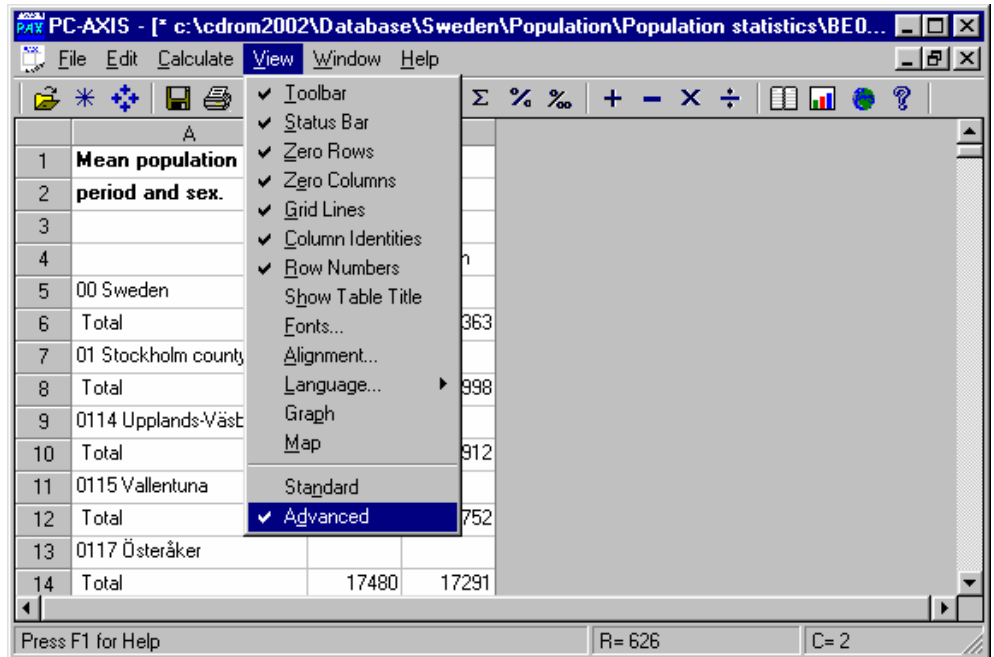 PC-AXIS - [* c:\cdrom2002\Database\Sweden\Population\Population statistics\BE0...
File Edit Calculate View Window Help
Σ % ‰ + − × ÷ ?
A
1 Mean population
2 period and sex.
3
4 n
5 00 Sweden
6 Total 363
7 01 Stockholm county
8 Total 998
9 0114 Upplands-Väsb
10 Total 912
11 0115 Vallentuna
12 Total 752
13 0117 Österåker
14 Total 17480 17291
Toolbar
Status Bar
Zero Rows
Zero Columns
Grid Lines
Column Identities
Row Numbers
Show Table Title
Fonts...
Alignment...
Language...
Graph
Map
Standard
Advanced
Press F1 for Help R= 626 C= 2